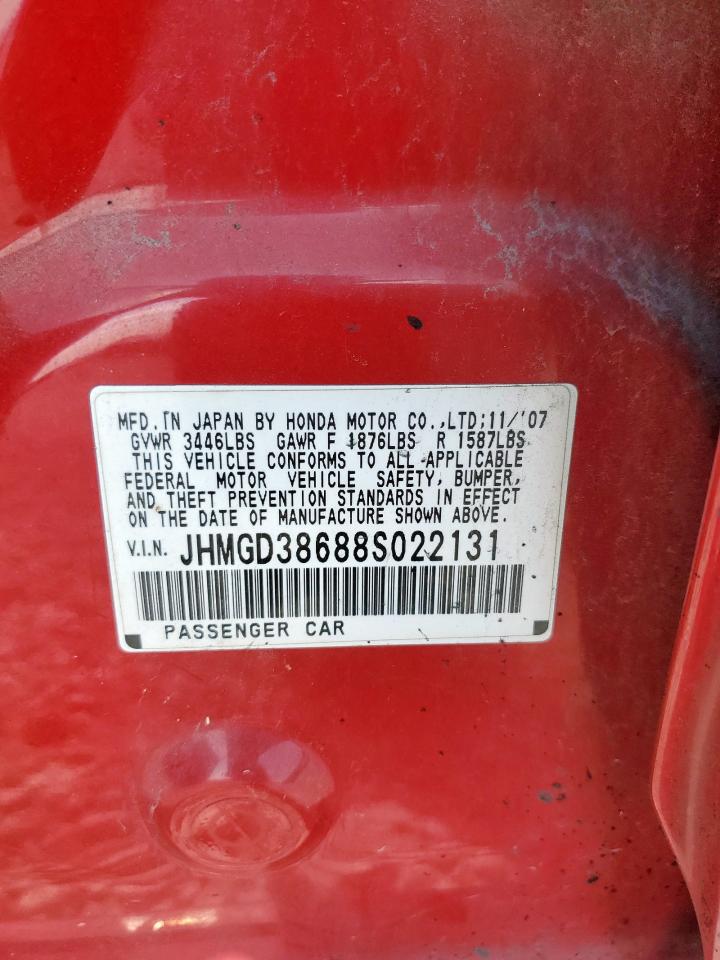 MFD. IN JAPAN BY HONDA MOTOR CO.,LTD;11/'07
GVWR 3446LBS GAWR F 1876LBS R 1587LBS
THIS VEHICLE CONFORMS TO ALL APPLICABLE
FEDERAL MOTOR VEHICLE SAFETY, BUMPER,
AND THEFT PREVENTION STANDARDS IN EFFECT
ON THE DATE OF MANUFACTURE SHOWN ABOVE.
V.I.N. JHMGD38688S022131
PASSENGER CAR